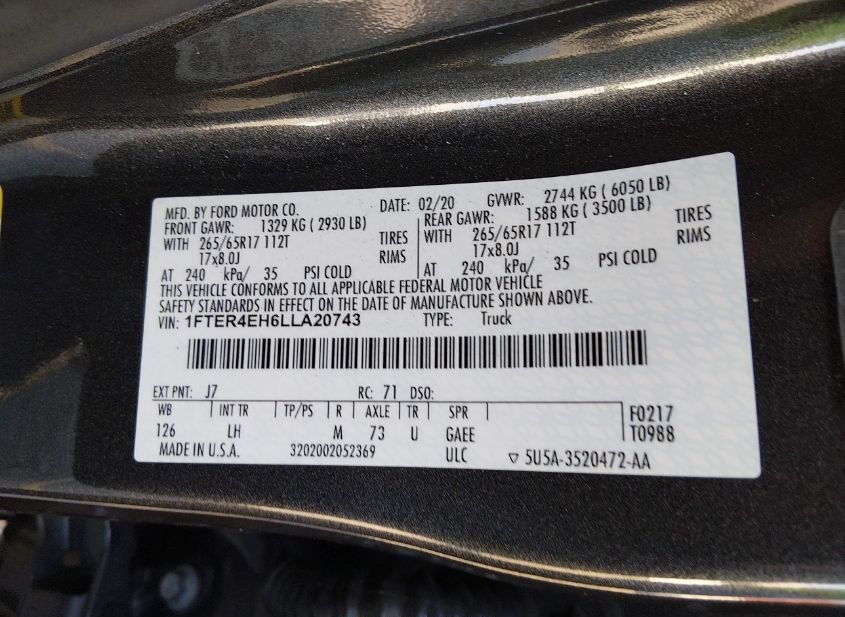 MFD. BY FORD MOTOR CO. DATE: 02/20 GVWR: 2744 KG ( 6050 LB)
FRONT GAWR: 1329 KG ( 2930 LB) REAR GAWR: 1588 KG ( 3500 LB)
WITH 265/65R17 112T TIRES WITH 265/65R17 112T TIRES
17x8.0J RIMS 17x8.0J RIMS
AT 240 kPa/ 35 PSI COLD AT 240 kPa/ 35 PSI COLD
THIS VEHICLE CONFORMS TO ALL APPLICABLE FEDERAL MOTOR VEHICLE
SAFETY STANDARDS IN EFFECT ON THE DATE OF MANUFACTURE SHOWN ABOVE.
VIN: 1FTER4EH6LLA20743 TYPE: Truck
EXT PNT: J7 RC: 71 DSO:
WB INT TR TP/PS R AXLE TR SPR F0217
126 LH M 73 U GAEE T0988
MADE IN U.S.A. 3202002052369 ULC ▽ 5U5A-3520472-AA